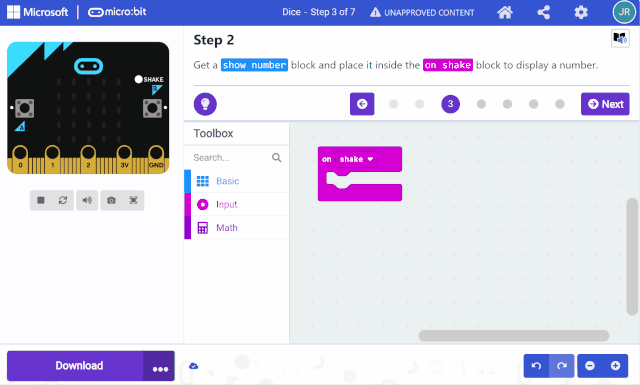 Microsoft micro:bit Dice - Step 3 of 7 UNAPPROVED CONTENT JR
Step 2
Get a show number block and place it inside the on shake block to display a number.
3
Next
SHAKE
B
A
0 1 2 3V GND
Toolbox
Search...
Basic
Input
Math
on shake
Download